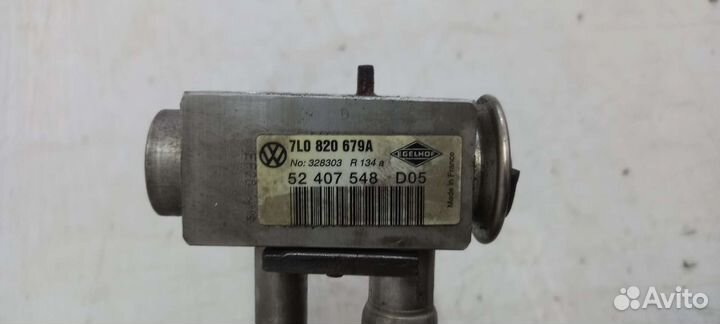 7L0 820 679A
No: 328303 R 134 a
EGELHOF
52 407 548 D05
Made in France
Avito